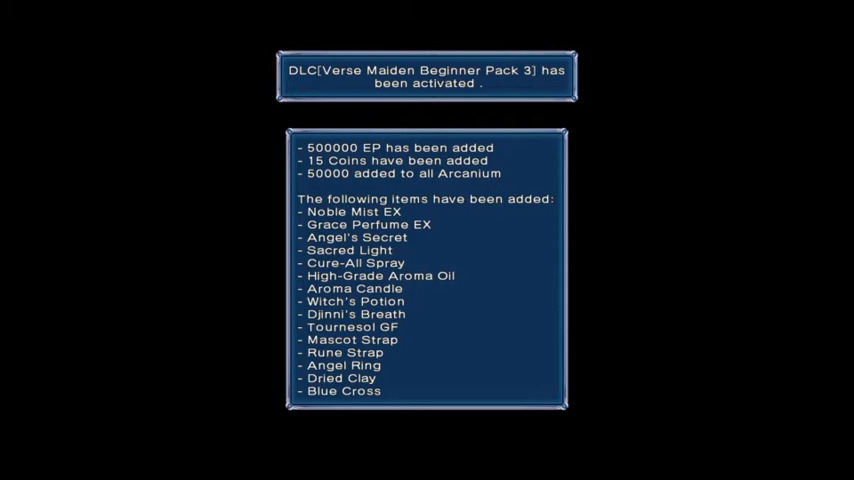 DLC[Verse Maiden Beginner Pack 3] has
been activated .
- 500000 EP has been added
- 15 Coins have been added
- 50000 added to all Arcanium
The following items have been added:
- Noble Mist EX
- Grace Perfume EX
- Angel's Secret
- Sacred Light
- Cure-All Spray
- High-Grade Aroma Oil
- Aroma Candle
- Witch's Potion
- Djinni's Breath
- Tournesol GF
- Mascot Strap
- Rune Strap
- Angel Ring
- Dried Clay
- Blue Cross